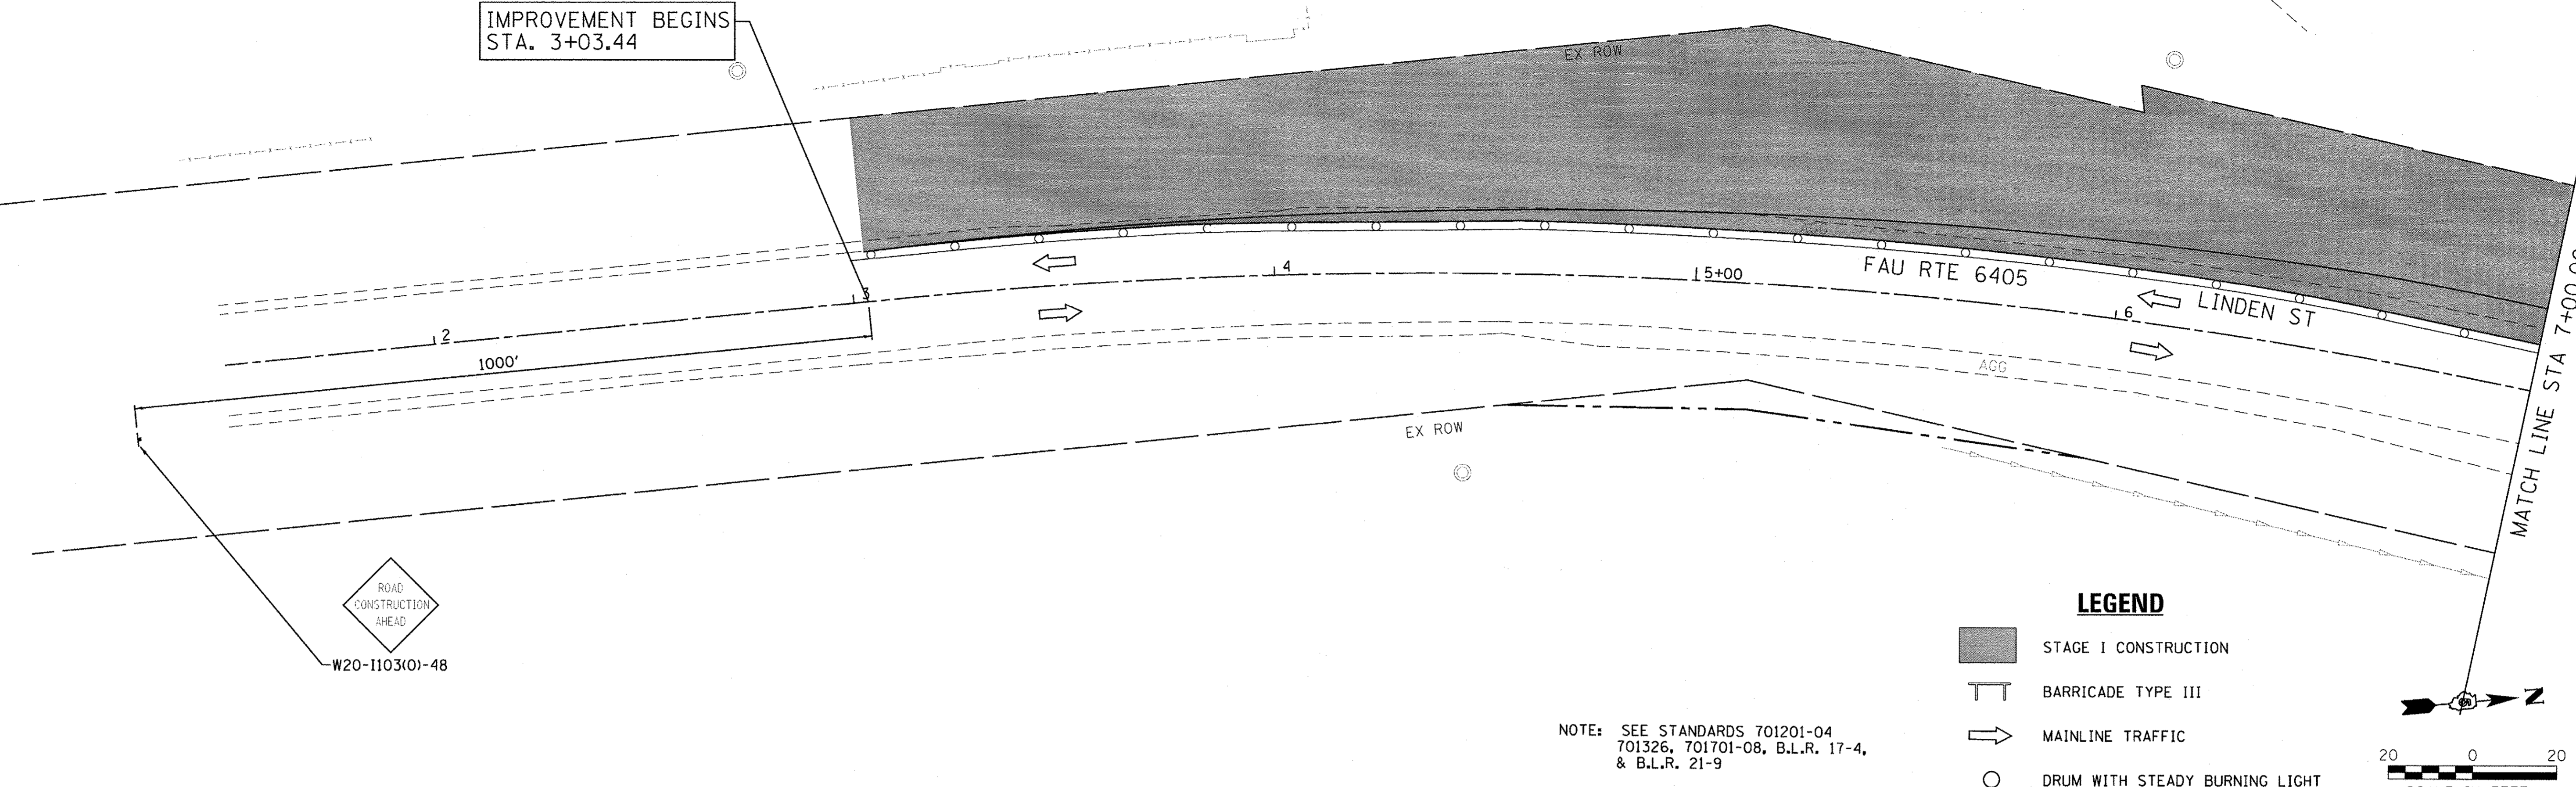 IMPROVEMENT BEGINS
STA. 3+03.44
EX ROW
AGG
FAU RTE 6405
LINDEN ST
2
3
4
5+00
6
1000'
AGG
EX ROW
MATCH LINE STA 7+00.00
ROAD
CONSTRUCTION
AHEAD
W20-I103(O)-48
LEGEND
STAGE I CONSTRUCTION
BARRICADE TYPE III
MAINLINE TRAFFIC
DRUM WITH STEADY BURNING LIGHT
NOTE: SEE STANDARDS 701201-04
701326, 701701-08, B.L.R. 17-4,
& B.L.R. 21-9
N
20 0 20